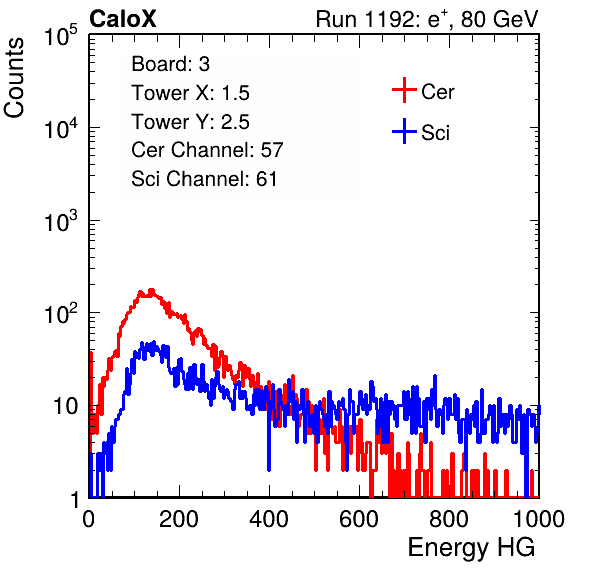 CaloX Run 1192: e⁺, 80 GeV
Counts
Board: 3
Tower X: 1.5
Tower Y: 2.5
Cer Channel: 57
Sci Channel: 61
Cer
Sci
10⁵
10⁴
10³
10²
10
1
0 200 400 600 800 1000
Energy HG